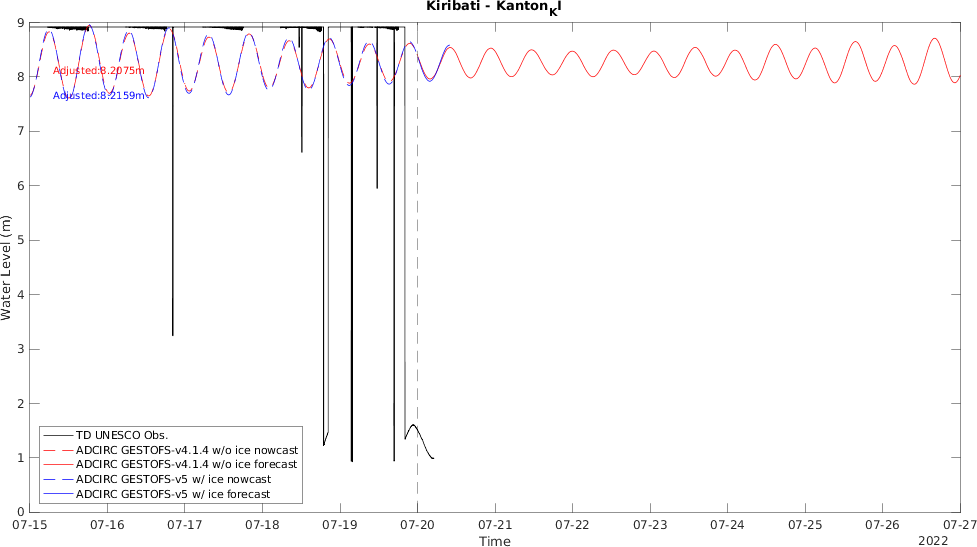 Kiribati - Kanton_KI
9
8
7
6
5
4
3
2
1
0
Water Level (m)
Adjusted:8.2075m
Adjusted:8.2159m
TD UNESCO Obs.
ADCIRC GESTOFS-v4.1.4 w/o ice nowcast
ADCIRC GESTOFS-v4.1.4 w/o ice forecast
ADCIRC GESTOFS-v5 w/ ice nowcast
ADCIRC GESTOFS-v5 w/ ice forecast
07-15 07-16 07-17 07-18 07-19 07-20 07-21 07-22 07-23 07-24 07-25 07-26 07-27
Time
2022